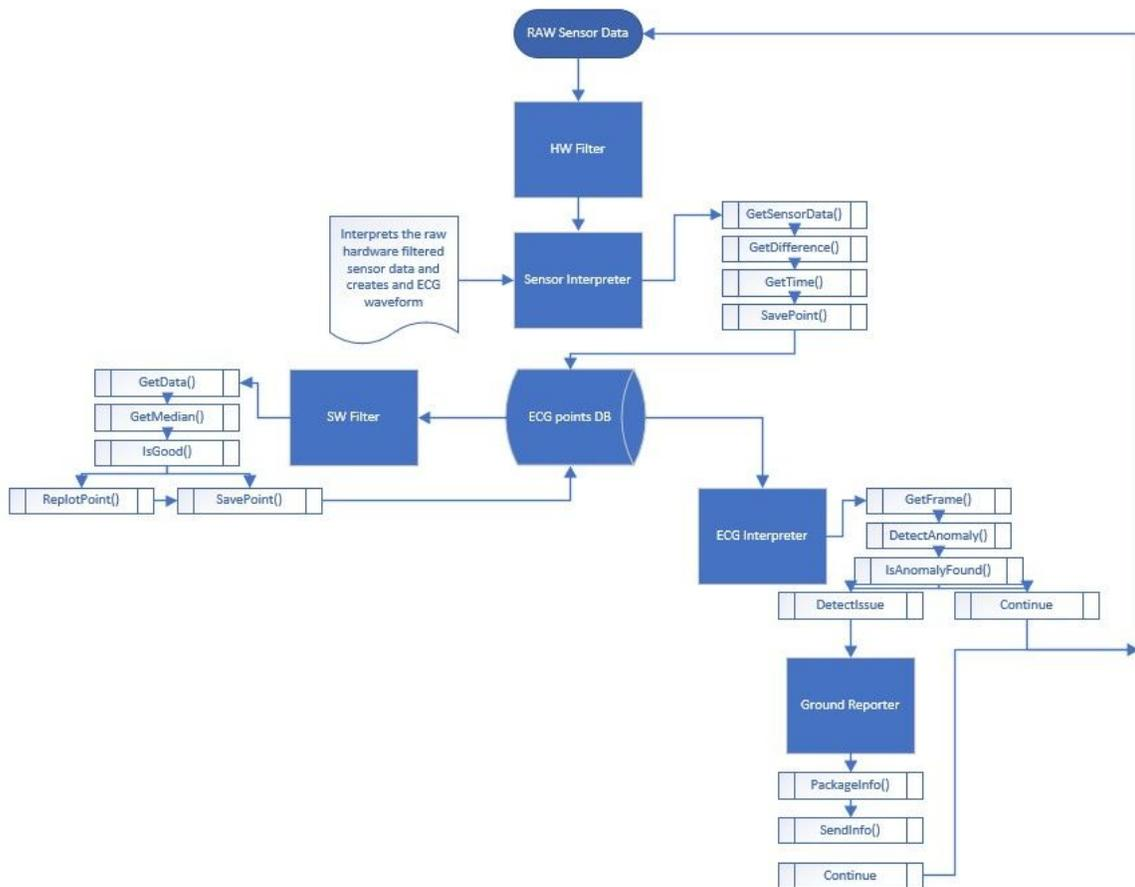 RAW Sensor Data
HW Filter
Interprets the raw
hardware filtered
sensor data and
creates and ECG
waveform
Sensor Interpreter
GetSensorData()
GetDifference()
GetTime()
SavePoint()
GetData()
GetMedian()
IsGood()
ReplotPoint()
SavePoint()
SW Filter
ECG points DB
ECG Interpreter
GetFrame()
DetectAnomaly()
IsAnomalyFound()
DetectIssue
Continue
Ground Reporter
PackageInfo()
SendInfo()
Continue